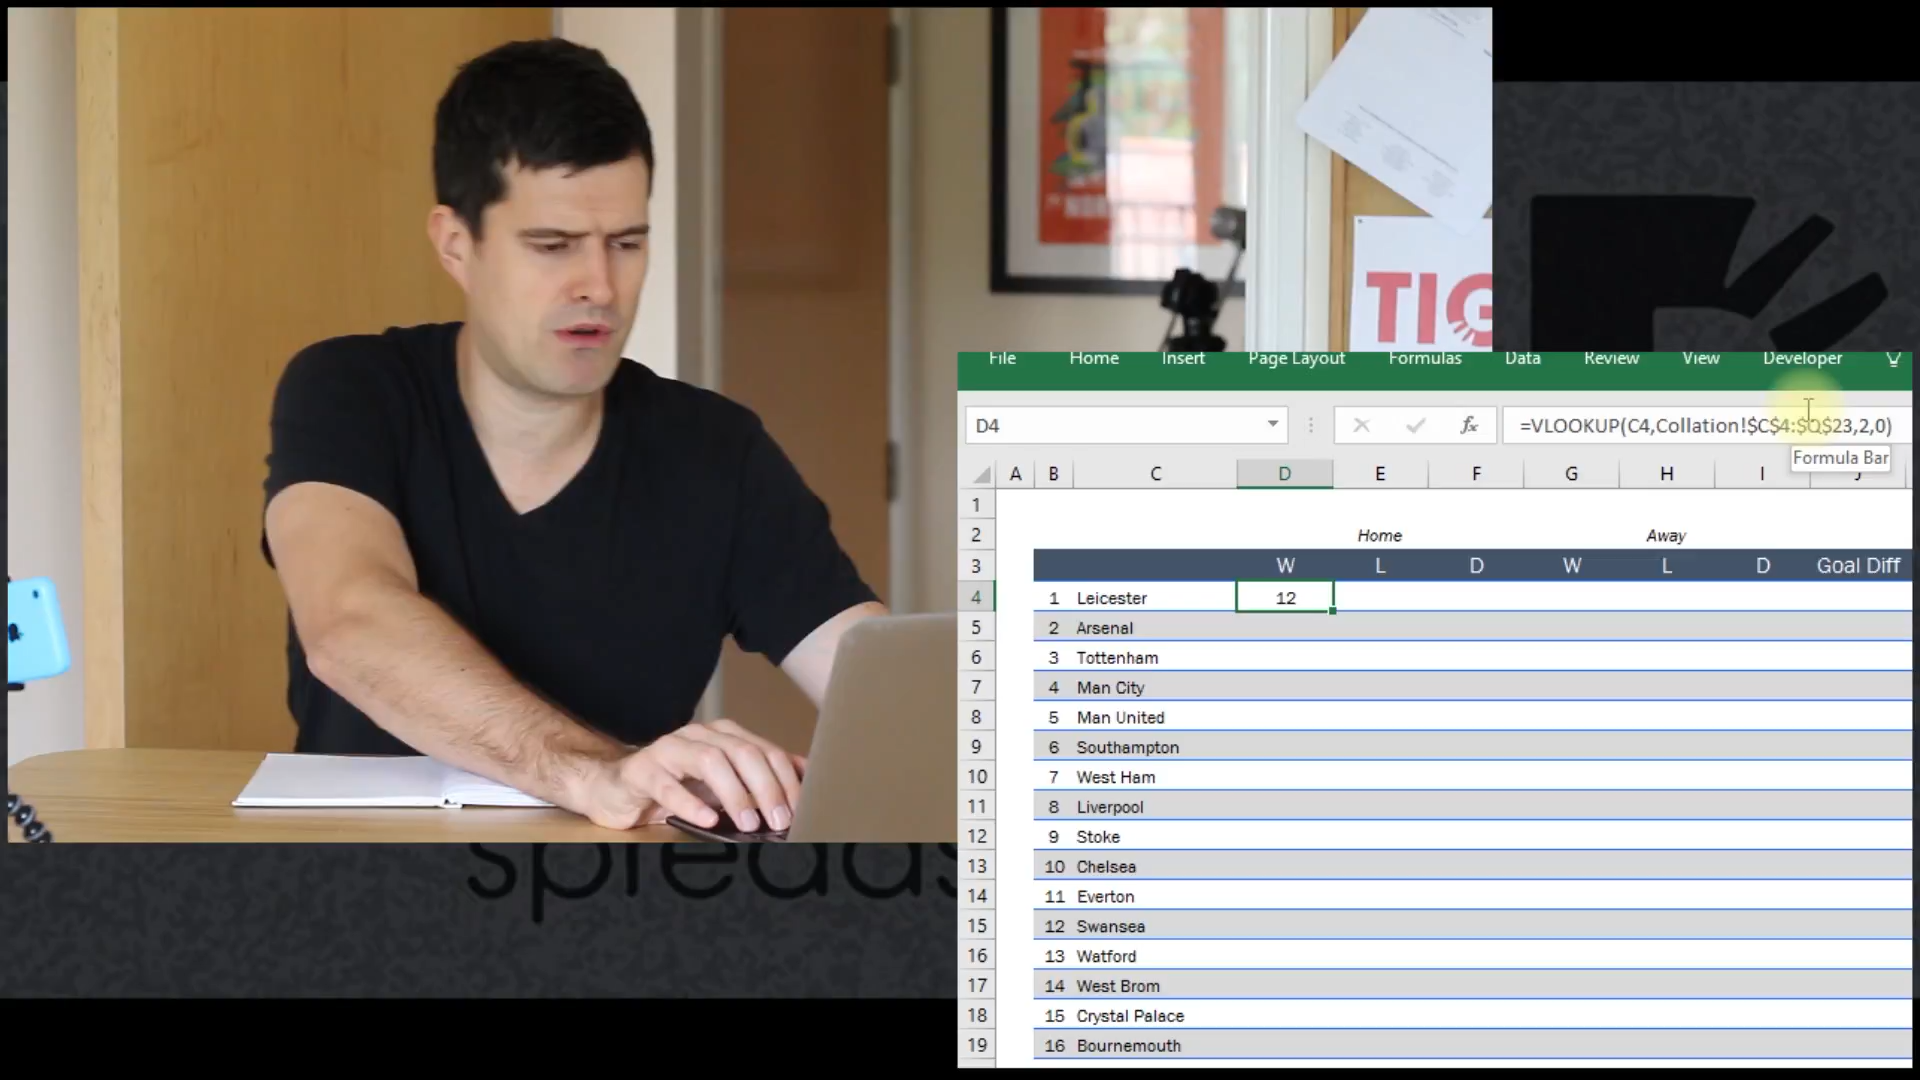 TIG
spreads
File Home Insert Page Layout Formulas Data Review View Developer
D4 fx =VLOOKUP(C4,Collation!$C$4:$Q$23,2,0)
Formula Bar
A B C D E F G H I J
1
2 Home Away
3 W L D W L D Goal Diff
4 1 Leicester 12
5 2 Arsenal
6 3 Tottenham
7 4 Man City
8 5 Man United
9 6 Southampton
10 7 West Ham
11 8 Liverpool
12 9 Stoke
13 10 Chelsea
14 11 Everton
15 12 Swansea
16 13 Watford
17 14 West Brom
18 15 Crystal Palace
19 16 Bournemouth